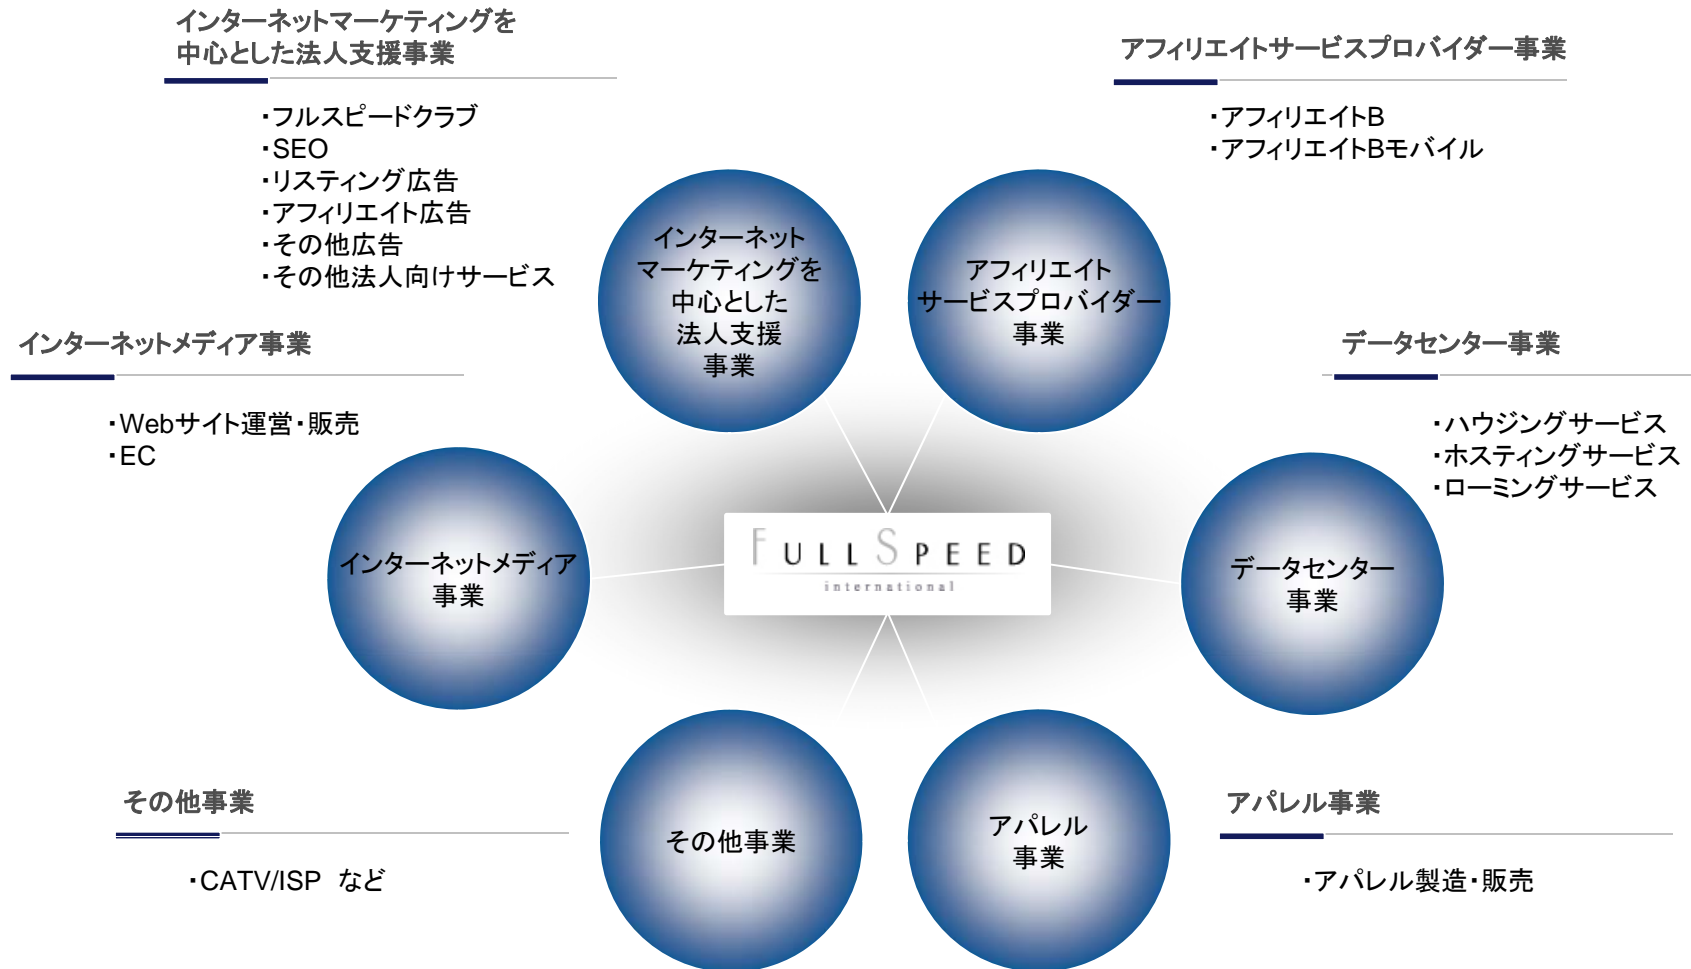 インターネットマーケティングを
中心とした法人支援事業
・フルスピードクラブ
・SEO
・リスティング広告
・アフィリエイト広告
・その他広告
・その他法人向けサービス
アフィリエイトサービスプロバイダー事業
・アフィリエイトB
・アフィリエイトBモバイル
インターネット
マーケティングを
中心とした
法人支援
事業
アフィリエイト
サービスプロバイダー
事業
インターネットメディア事業
・Webサイト運営・販売
・EC
データセンター事業
・ハウジングサービス
・ホスティングサービス
・ローミングサービス
インターネットメディア
事業
FULLSPEED
international
データセンター
事業
その他事業
・CATV/ISP など
その他事業
アパレル
事業
アパレル事業
・アパレル製造・販売